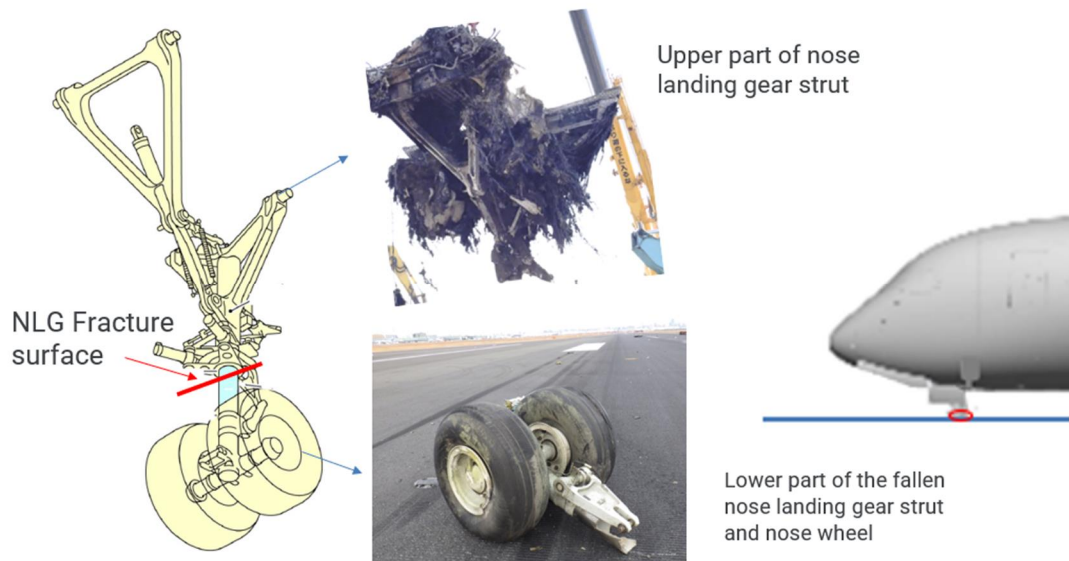 Upper part of nose
landing gear strut
NLG Fracture
surface
Lower part of the fallen
nose landing gear strut
and nose wheel